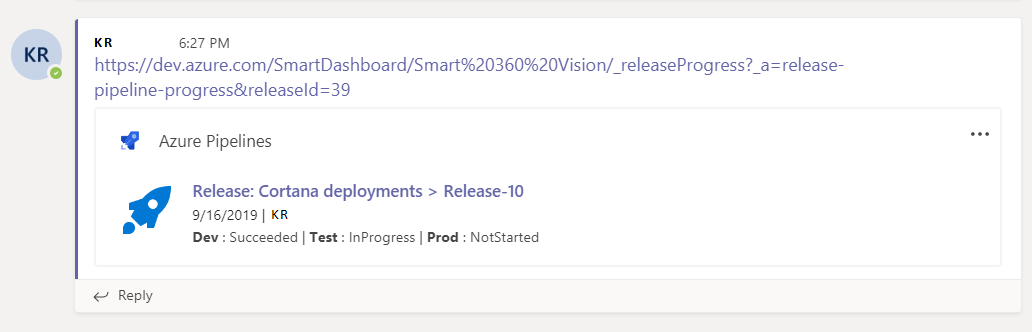 KR
KR 6:27 PM
https://dev.azure.com/SmartDashboard/Smart%20360%20Vision/_releaseProgress?_a=release-
pipeline-progress&releaseId=39
Azure Pipelines
Release: Cortana deployments > Release-10
9/16/2019 | KR
Dev : Succeeded | Test : InProgress | Prod : NotStarted
Reply